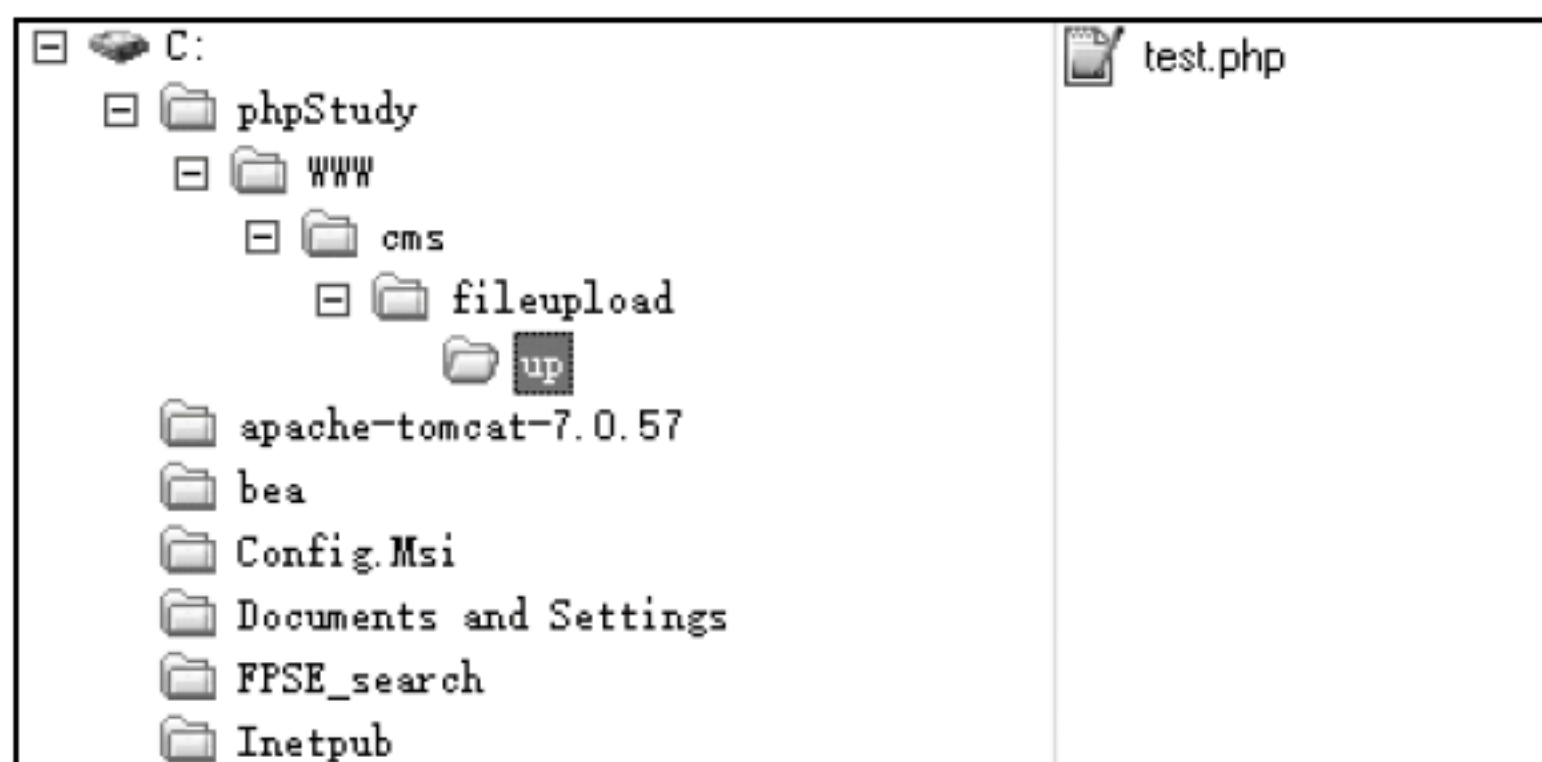 C:
phpStudy
WWW
cms
fileupload
up
apache-tomcat-7.0.57
bea
Config.Msi
Documents and Settings
FPSE_search
Inetpub
test.php